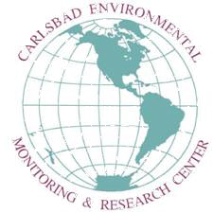 CARLSBAD ENVIRONMENTAL
MONITORING & RESEARCH CENTER